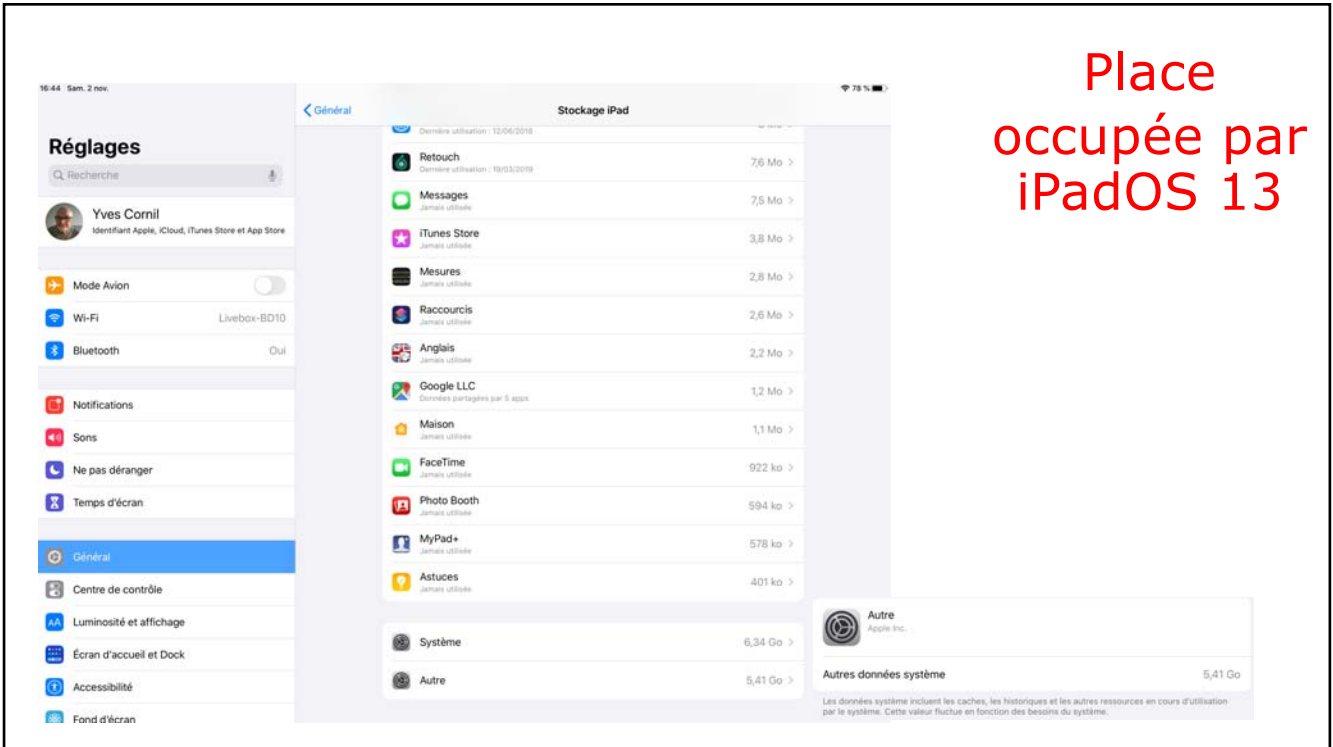 Place
occupée par
iPadOS 13
16:44 Sam. 2 nov.
78 %
Réglages
Recherche
Yves Cornil
Identifiant Apple, iCloud, iTunes Store et App Store
Mode Avion
Wi-Fi
Livebox-BD10
Bluetooth
Oui
Notifications
Sons
Ne pas déranger
Temps d'écran
Général
Centre de contrôle
AA
Luminosité et affichage
Écran d'accueil et Dock
Accessibilité
Fond d'écran
Général
Stockage iPad
Dernière utilisation : 12/06/2018
Retouch
7,6 Mo
Dernière utilisation : 19/03/2019
Messages
7,5 Mo
Jamais utilisée
iTunes Store
3,8 Mo
Jamais utilisée
Mesures
2,8 Mo
Jamais utilisée
Raccourcis
2,6 Mo
Jamais utilisée
Anglais
2,2 Mo
Jamais utilisée
Google LLC
1,2 Mo
Données partagées par 5 apps
Maison
1,1 Mo
Jamais utilisée
FaceTime
922 ko
Jamais utilisée
Photo Booth
594 ko
Jamais utilisée
MyPad+
578 ko
Jamais utilisée
Astuces
401 ko
Jamais utilisée
Système
6,34 Go
Autre
5,41 Go
Autre
Apple Inc.
Autres données système
5,41 Go
Les données système incluent les caches, les historiques et les autres ressources en cours d'utilisation
par le système. Cette valeur fluctue en fonction des besoins du système.